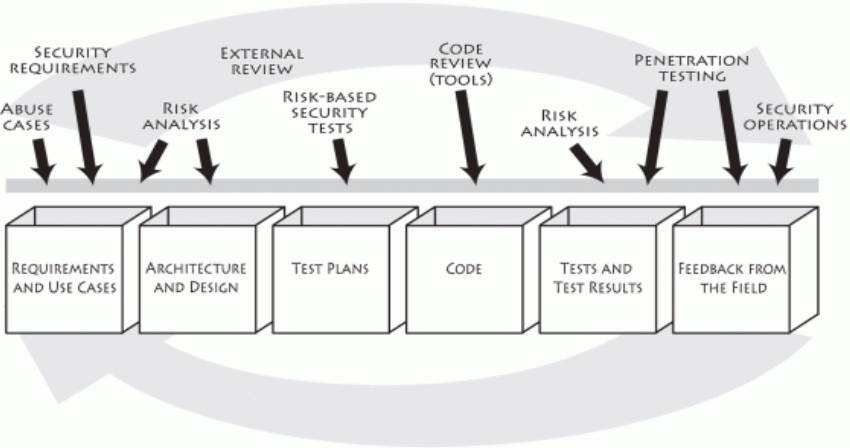 SECURITY
REQUIREMENTS
EXTERNAL
REVIEW
CODE
REVIEW
(TOOLS)
PENETRATION
TESTING
ABUSE
CASES
RISK
ANALYSIS
RISK-BASED
SECURITY
TESTS
RISK
ANALYSIS
SECURITY
OPERATIONS
REQUIREMENTS
AND USE CASES
ARCHITECTURE
AND DESIGN
TEST PLANS
CODE
TESTS AND
TEST RESULTS
FEEDBACK FROM
THE FIELD